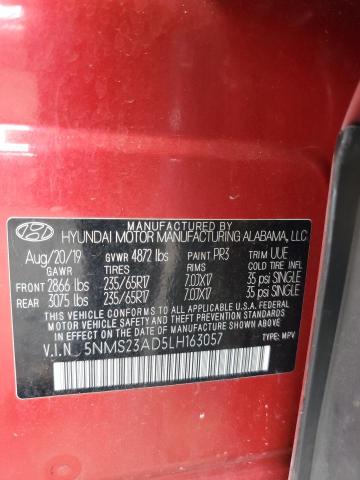 MANUFACTURED BY
HYUNDAI MOTOR MANUFACTURING ALABAMA, LLC
Aug/20/19 GVWR 4872 lbs PAINT PR3 TRIM UUE
GAWR TIRES RIMS COLD TIRE INFL
FRONT 2866 lbs 235/65R17 7.0JX17 35 psi SINGLE
REAR 3075 lbs 235/65R17 7.0JX17 35 psi SINGLE
THIS VEHICLE CONFORMS TO ALL APPLICABLE U.S.A. FEDERAL
MOTOR VEHICLE SAFETY AND THEFT PREVENTION STANDARDS
IN EFFECT ON THE DATE OF MANUFACTURE SHOWN ABOVE.
V.I.N 5NMS23AD5LH163057 TYPE: MPV